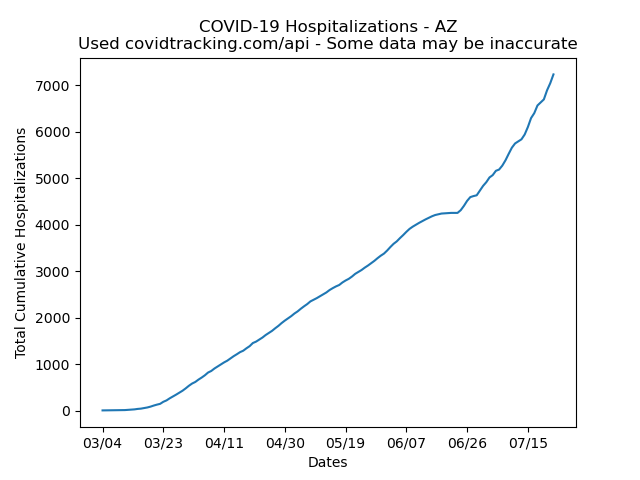 COVID-19 Hospitalizations - AZ
Used covidtracking.com/api - Some data may be inaccurate
Total Cumulative Hospitalizations
7000
6000
5000
4000
3000
2000
1000
0
03/04 03/23 04/11 04/30 05/19 06/07 06/26 07/15
Dates